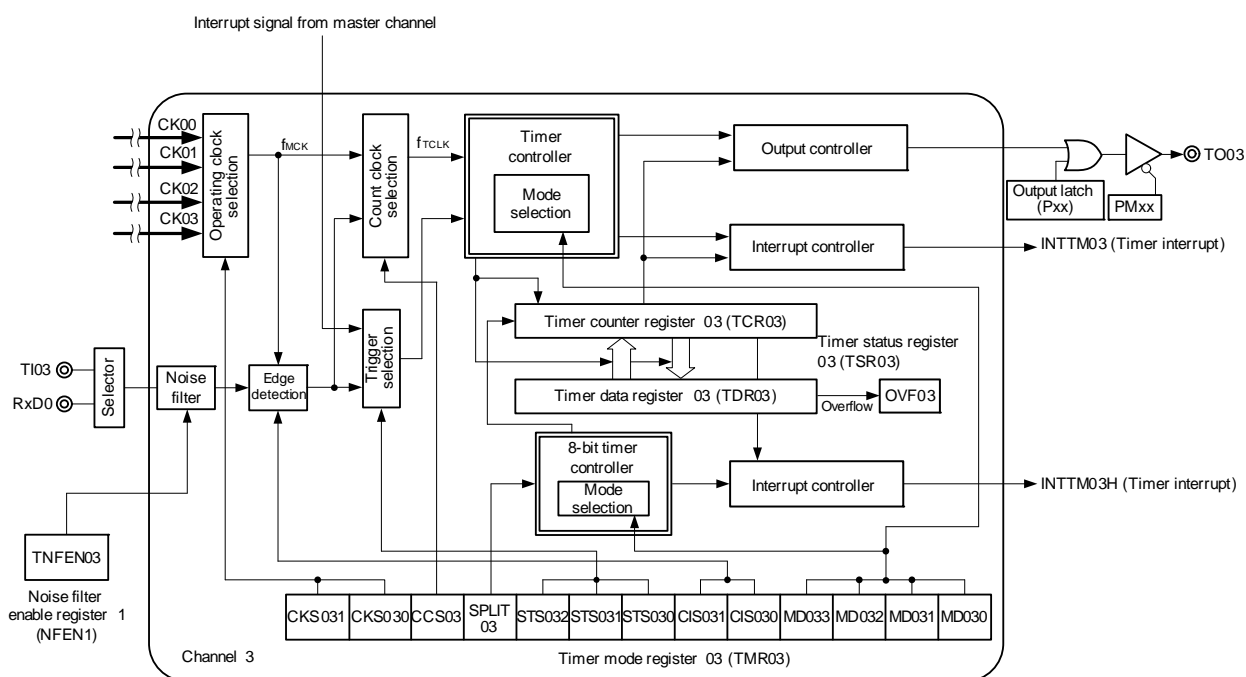 Interrupt signal from master channel
CK00
CK01
CK02
CK03
Operating clock
selection
fMCK
Count clock
selection
fTCLK
Timer
controller
Mode
selection
Output controller
Output latch
(Pxx)
PMxx
TO03
Interrupt controller
INTTM03 (Timer interrupt)
Timer counter register 03 (TCR03)
Timer status register
03 (TSR03)
Trigger
selection
TI03
RxD0
Selector
Noise
filter
Edge
detection
Timer data register 03 (TDR03)
Overflow
OVF03
8-bit timer
controller
Mode
selection
Interrupt controller
INTTM03H (Timer interrupt)
TNFEN03
Noise filter
enable register 1
(NFEN1)
CKS031
CKS030
CCS03
SPLIT
03
STS032
STS031
STS030
CIS031
CIS030
MD033
MD032
MD031
MD030
Channel 3
Timer mode register 03 (TMR03)